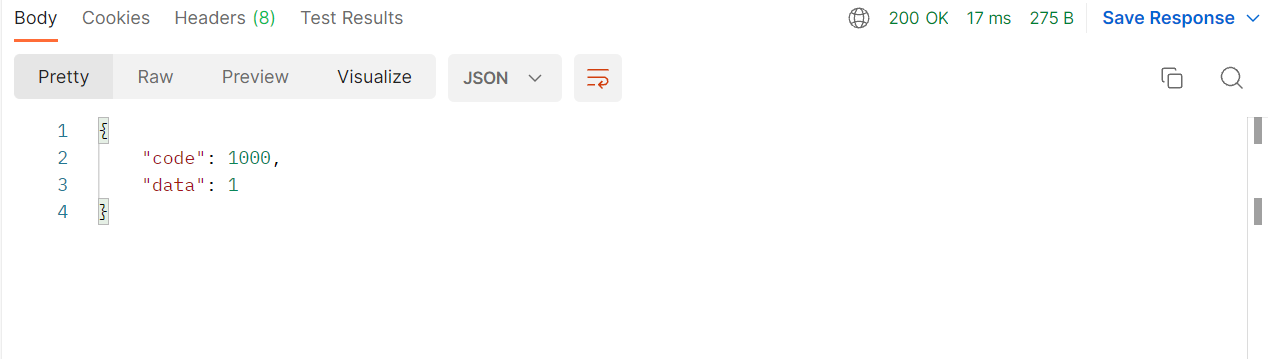 Body Cookies Headers (8) Test Results 200 OK 17 ms 275 B Save Response
Pretty Raw Preview Visualize JSON
1 {
2 "code": 1000,
3 "data": 1
4 }